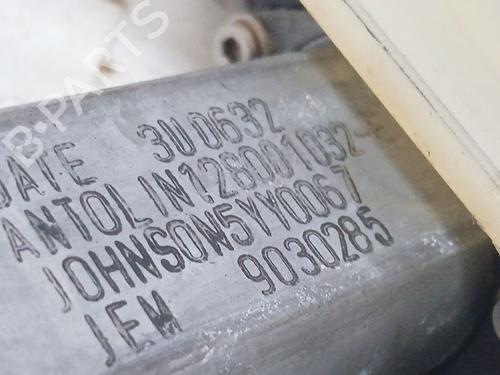 B-PARTS
DATE 3U0632
ANTOLIN128001032-
JOHNSON5YY0067
JEM 9030285